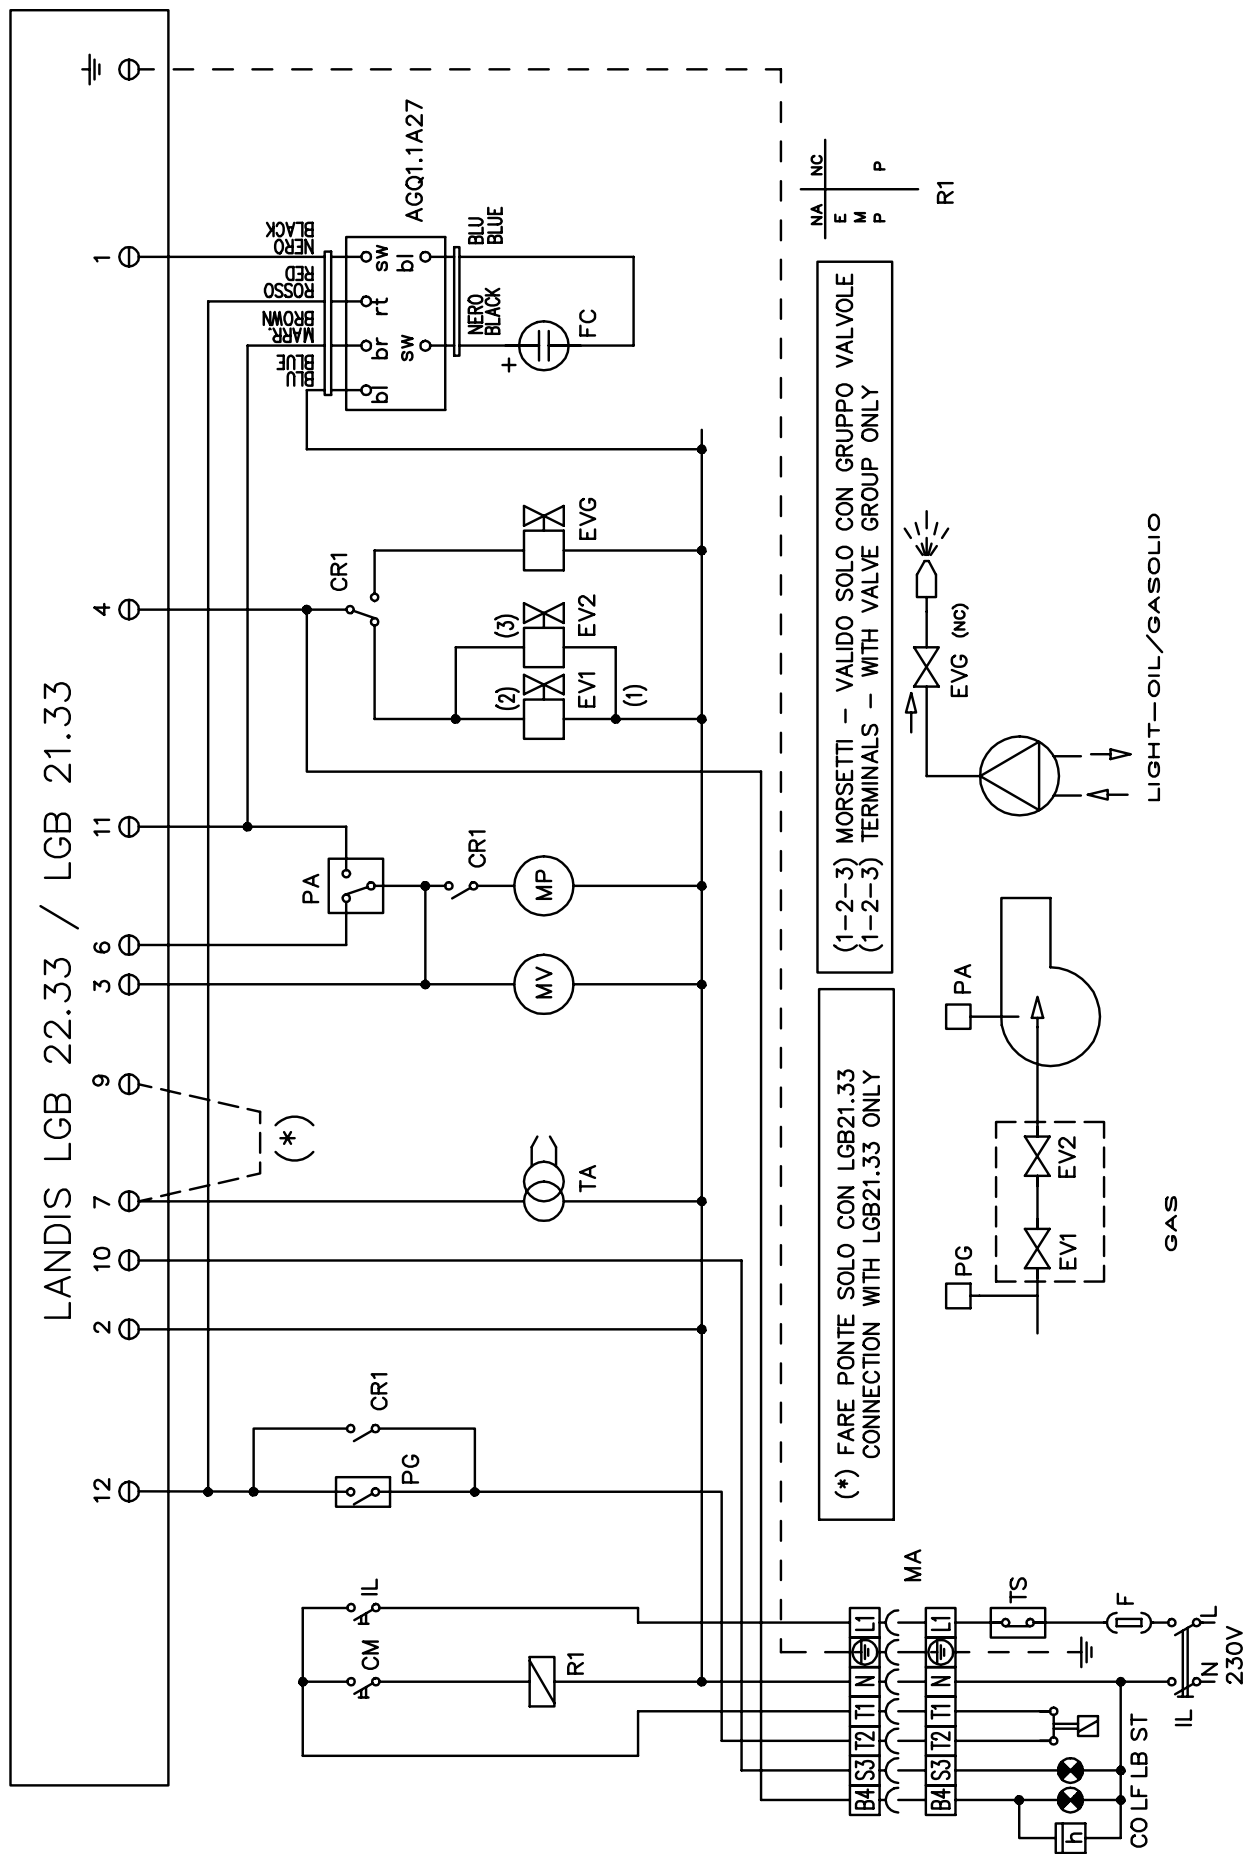 LANDIS LGB 22.33 / LGB 21.33
12
2
10
7
9
3
6
11
4
1
(*)
IL
CM
R1
CR1
PG
TA
MV
PA
CR1
MP
(2)
EV1
(3)
EV2
(1)
CR1
EVG
BLU
BLUE
MARR.
BROWN
ROSSO
RED
NERO
BLACK
bl
br
rt
sw
sw
bl
AGQ1.1A27
NERO
BLACK
BLU
BLUE
+
FC
B4 S3 T2 T1 N L1
MA
B4 S3 T2 T1 N L1
TS
F
h
CO LF LB ST
IL
N
L
230V
(*) FARE PONTE SOLO CON LGB21.33
CONNECTION WITH LGB21.33 ONLY
(1-2-3) MORSETTI - VALIDO SOLO CON GRUPPO VALVOLE
(1-2-3) TERMINALS - WITH VALVE GROUP ONLY
NA NC
E
M
P P
R1
PG
EV1
EV2
PA
GAS
EVG (NC)
LIGHT-OIL/GASOLIO